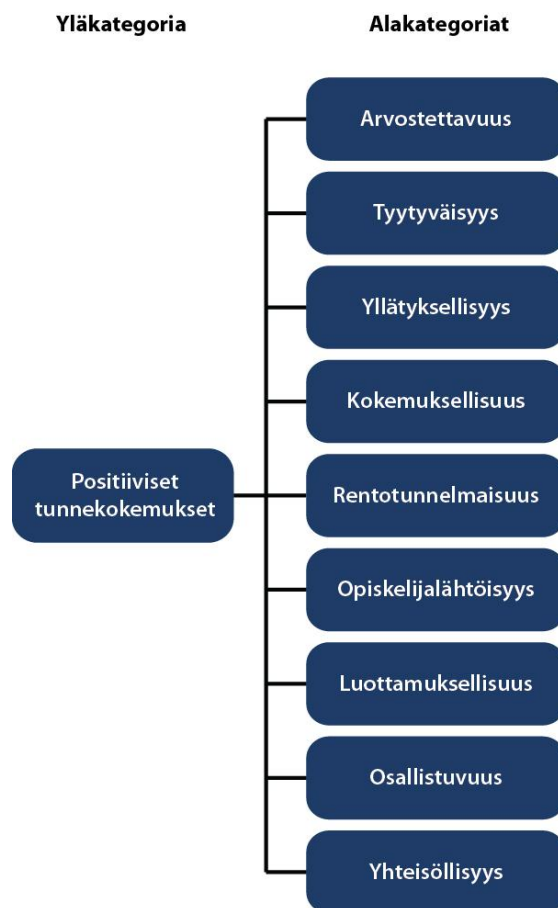 Yläkategoria
Alakategoriat
Arvostettavuus
Tyytyväisyys
Yllätyksellisyys
Kokemuksellisuus
Positiiviset
tunnekokemukset
Rentotunnelmaisuus
Opiskelijalähtöisyys
Luottamuksellisuus
Osallistuvuus
Yhteisöllisyys